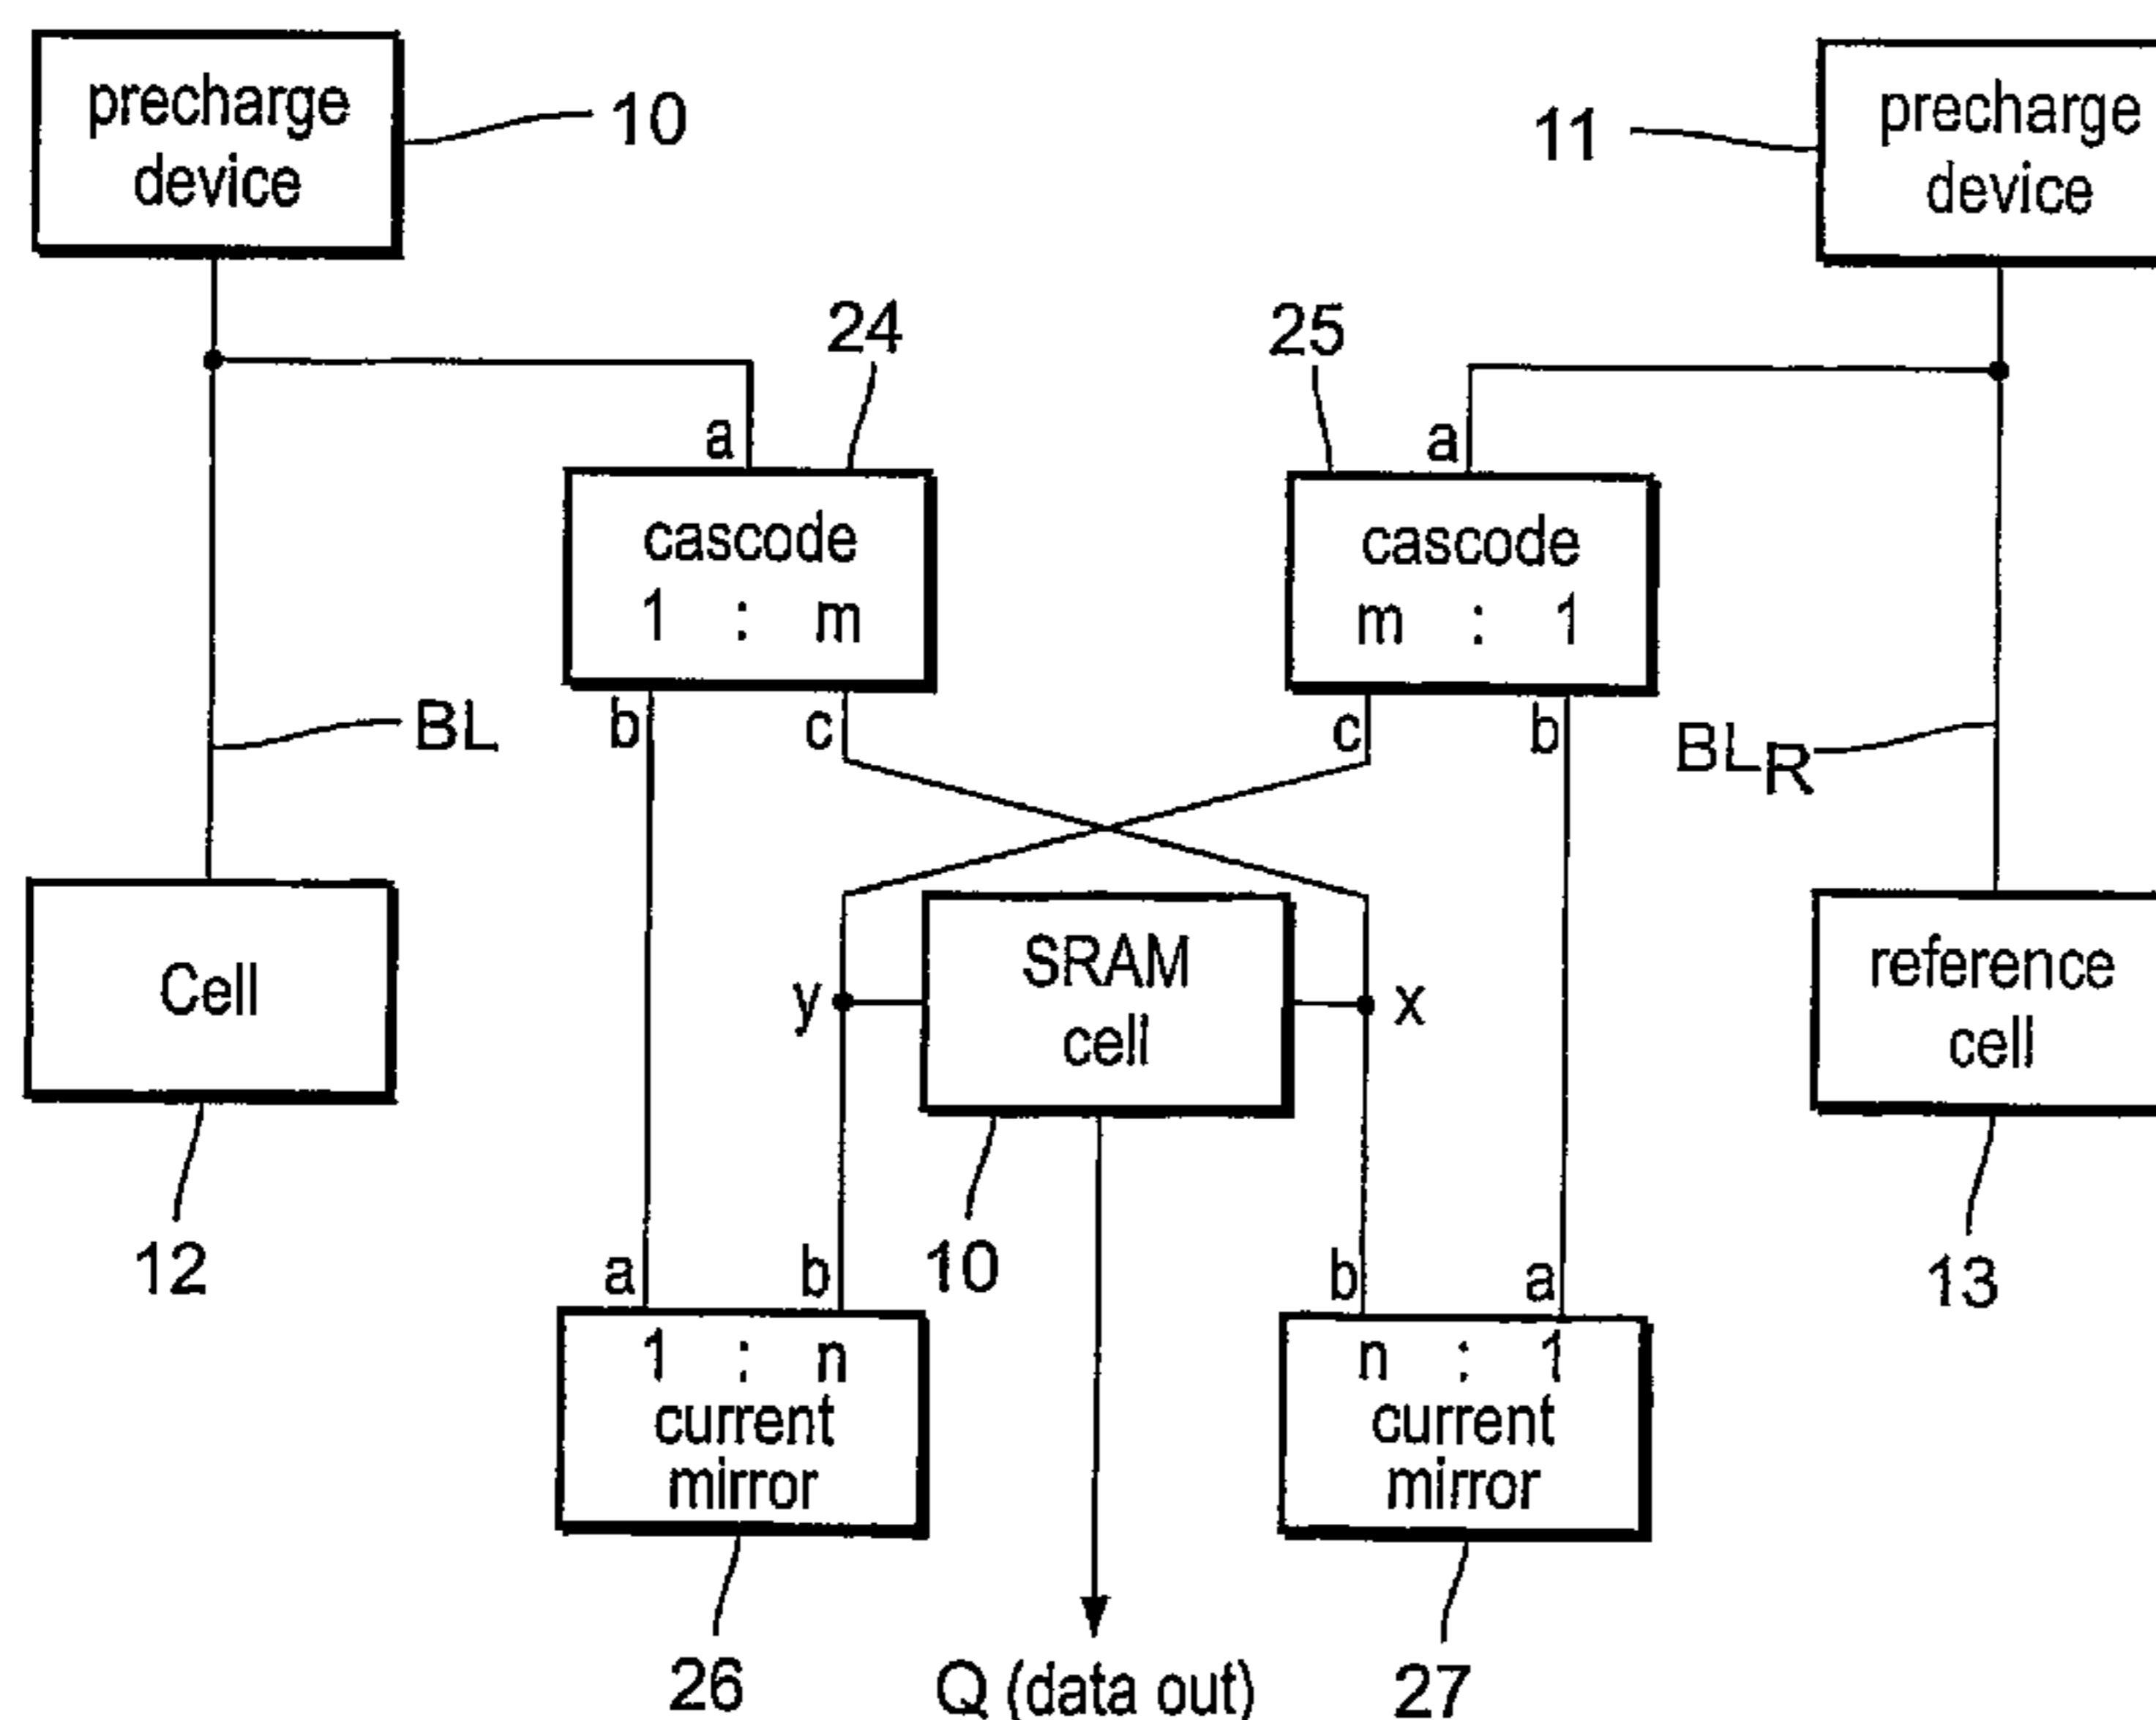 precharge
device
10
11
precharge
device
24
25
a
a
cascode
1 : m
cascode
m : 1
b
c
c
b
BL
BLR
Cell
y
SRAM
cell
x
reference
cell
12
a
b
10
b
a
13
1 : n
current
mirror
n : 1
current
mirror
26
Q (data out)
27